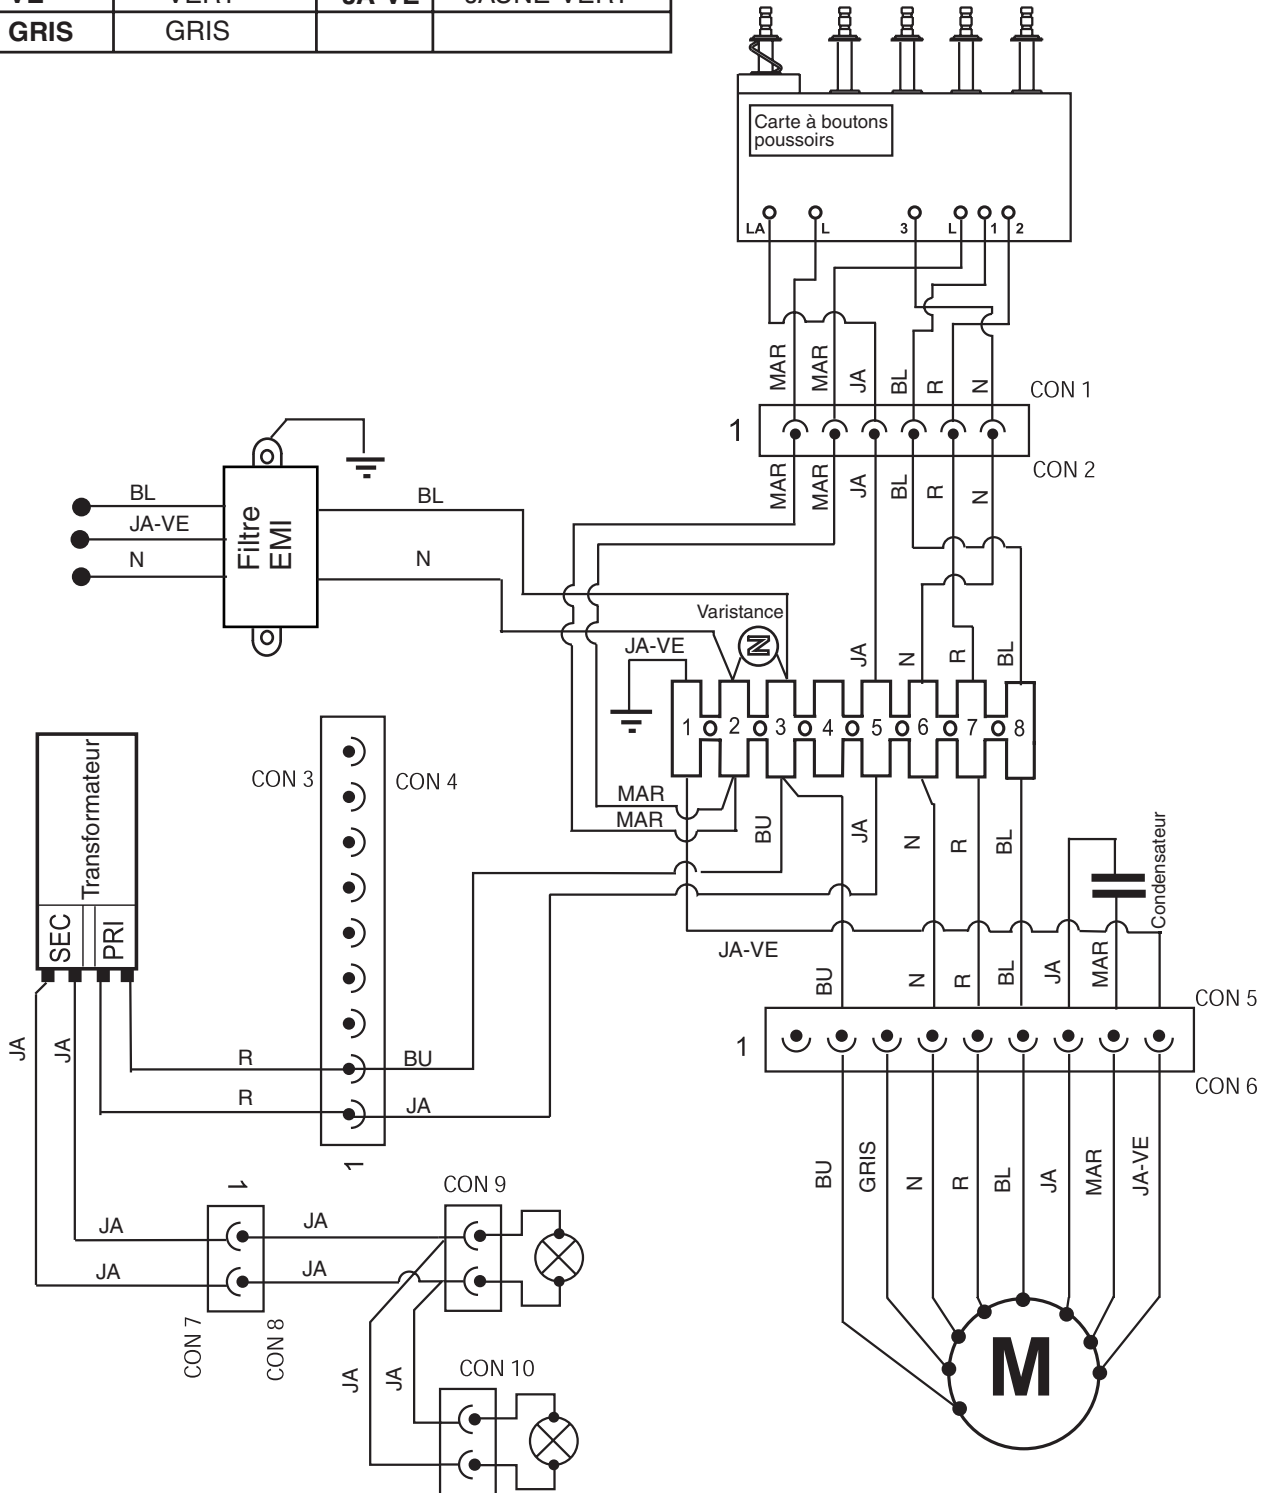 VE VERT JA-VE JAUNE-VERT
GRIS GRIS
Carte à boutons
poussoirs
LA L 3 L 1 2
MAR MAR JA BL R N
CON 1
1
CON 2
MAR MAR JA BL R N
BL
JA-VE
N
Filtre
EMI
BL
N
Varistance
JA-VE
JA N R BL
1 2 3 4 5 6 7 8
Transformateur
SEC PRI
CON 3
CON 4
MAR
MAR
BU JA N R BL
Condensateur
JA-VE
BU N R BL JA MAR
CON 5
1
CON 6
JA JA
R BU
R JA
1
BU GRIS N R BL JA MAR JA-VE
M
1
JA JA
JA JA
CON 7
CON 8
CON 9
JA JA
CON 10